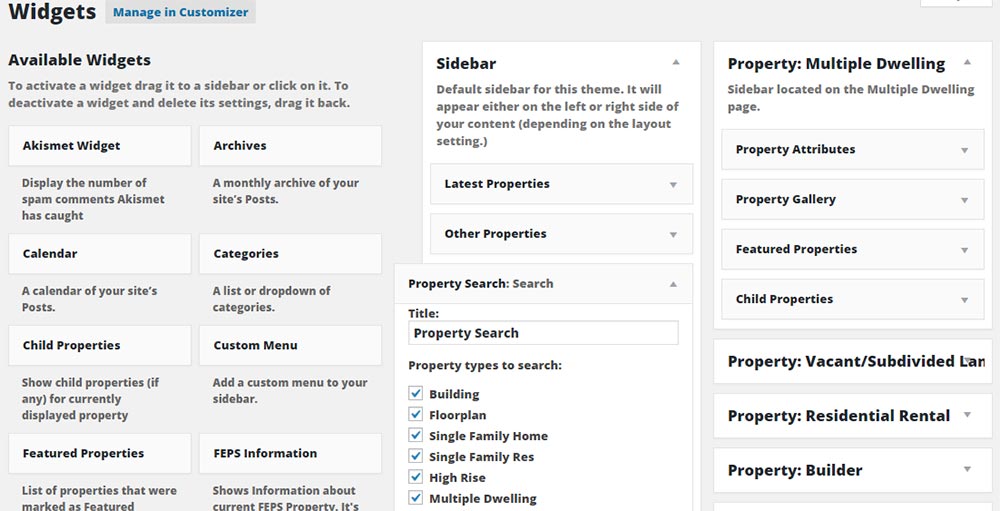 Widgets
Manage in Customizer
Available Widgets
To activate a widget drag it to a sidebar or click on it. To
deactivate a widget and delete its settings, drag it back.
Akismet Widget
Archives
Display the number of
spam comments Akismet
has caught
A monthly archive of your
site's Posts.
Calendar
Categories
A calendar of your site's
Posts.
A list or dropdown of
categories.
Child Properties
Custom Menu
Show child properties (if
any) for currently
displayed property
Add a custom menu to your
sidebar.
Featured Properties
FEPS Information
List of properties that were
marked as Featured
Shows Information about
current FEPS Property. It's
Sidebar
Default sidebar for this theme. It will
appear either on the left or right side of
your content (depending on the layout
setting.)
Latest Properties
Other Properties
Property Search: Search
Title:
Property Search
Property types to search:
Building
Floorplan
Single Family Home
Single Family Res
High Rise
Multiple Dwelling
Property: Multiple Dwelling
Sidebar located on the Multiple Dwelling
page.
Property Attributes
Property Gallery
Featured Properties
Child Properties
Property: Vacant/Subdivided Lan
Property: Residential Rental
Property: Builder